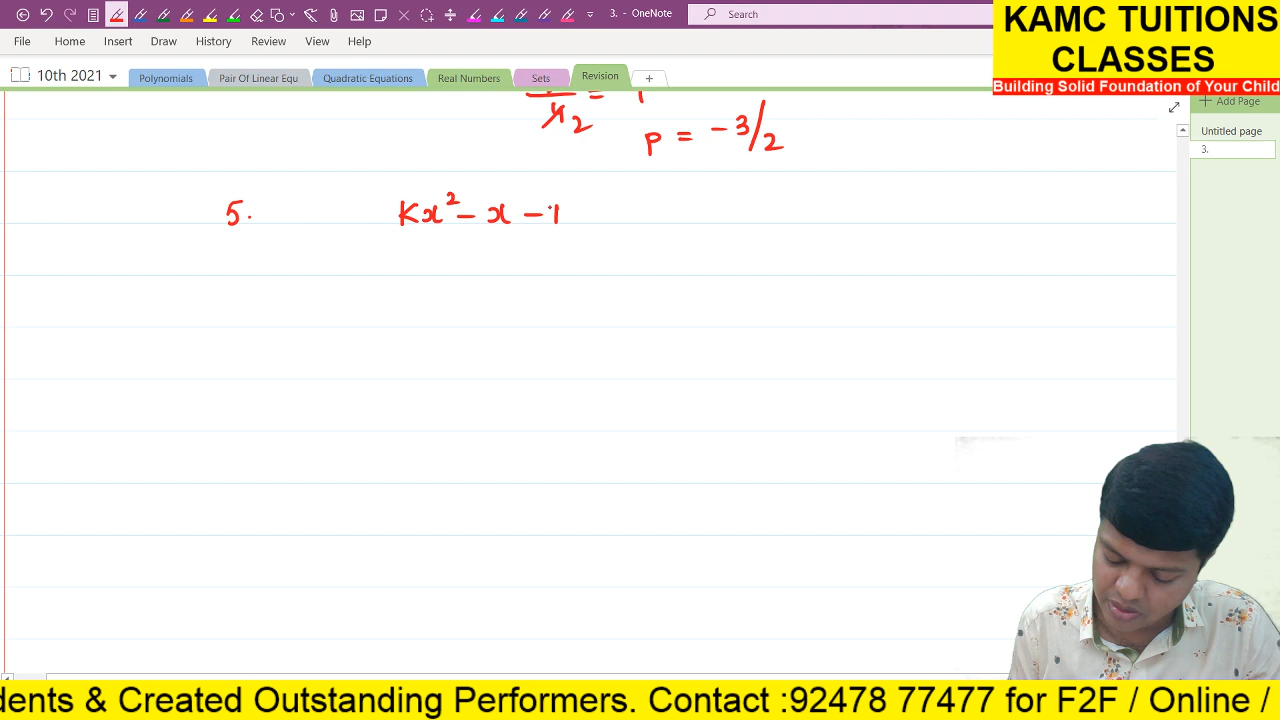 3. - OneNote
Search
KAMC TUITIONS
CLASSES
Building Solid Foundation of Your Child
File Home Insert Draw History Review View Help
10th 2021
Polynomials
Pair Of Linear Equ
Quadratic Equations
Real Numbers
Sets
Revision
+
+ Add Page
Untitled page
3.
2
p = -3/2
5. Kx² - x - 1
dents & Created Outstanding Performers. Contact :92478 77477 for F2F / Online /